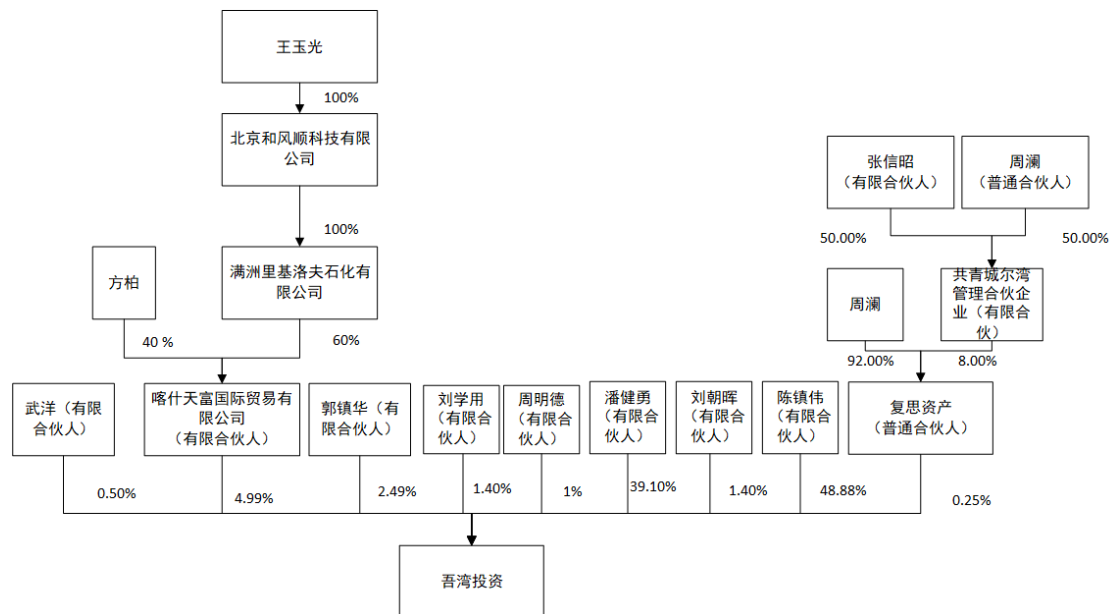 王玉光
100%
北京和风顺科技有限
公司
张信昭
（有限合伙人）
周澜
（普通合伙人）
100%
50.00%
50.00%
方柏
满洲里基洛夫石化有
限公司
周澜
共青城尔湾
管理合伙企
业（有限合
伙）
40 %
60%
92.00%
8.00%
武洋（有限
合伙人）
喀什天富国际贸易有
限公司
（有限合伙人）
郭镇华（有
限合伙人）
刘学用
（有限合
伙人）
周明德
（有限合
伙人）
潘健勇
（有限合
伙人）
刘朝晖
（有限合
伙人）
陈镇伟
（有限合
伙人）
复思资产
（普通合伙人）
0.50%
4.99%
2.49%
1.40%
1%
39.10%
1.40%
48.88%
0.25%
吾湾投资